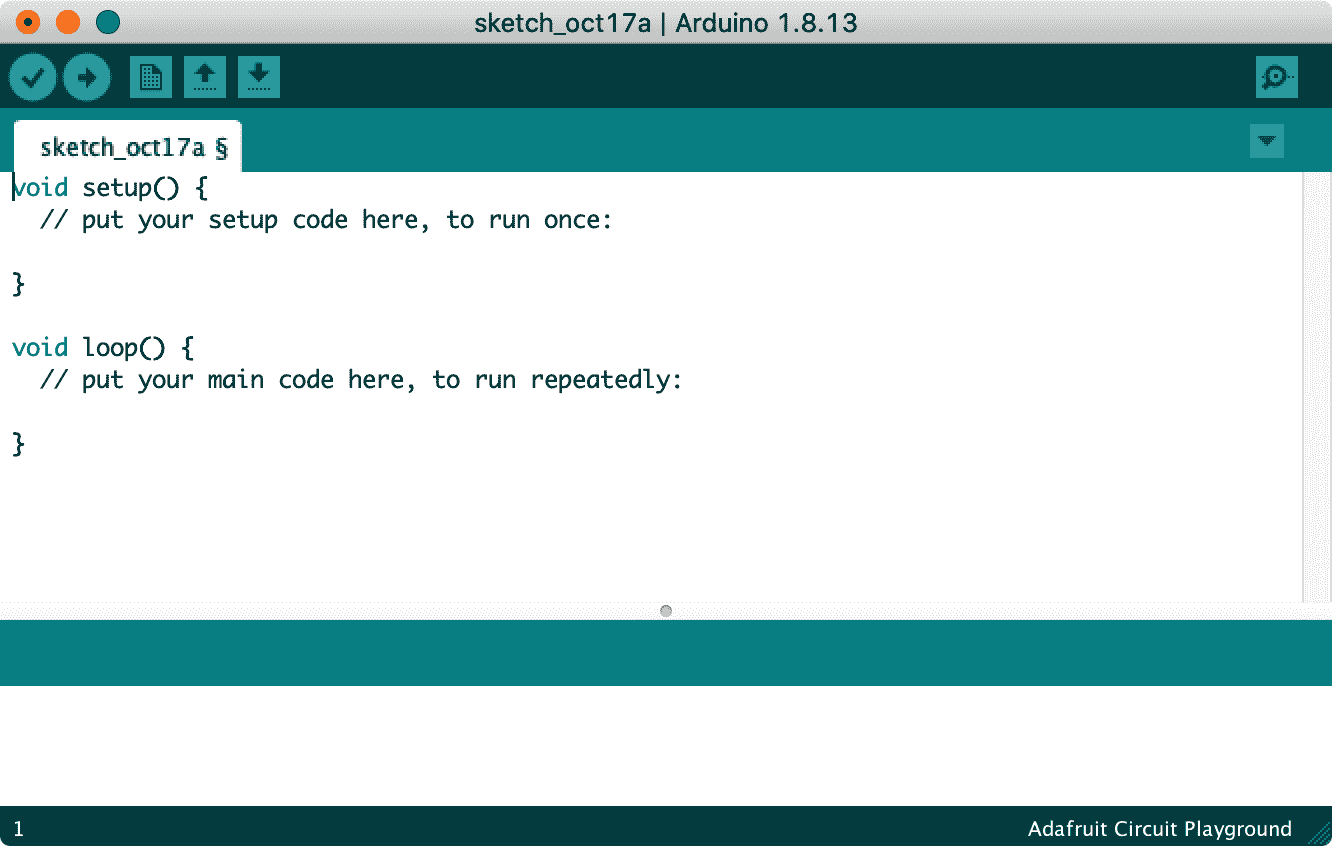 sketch_oct17a | Arduino 1.8.13
sketch_oct17a §
void setup() {
  // put your setup code here, to run once:
}
void loop() {
  // put your main code here, to run repeatedly:
}
1
Adafruit Circuit Playground